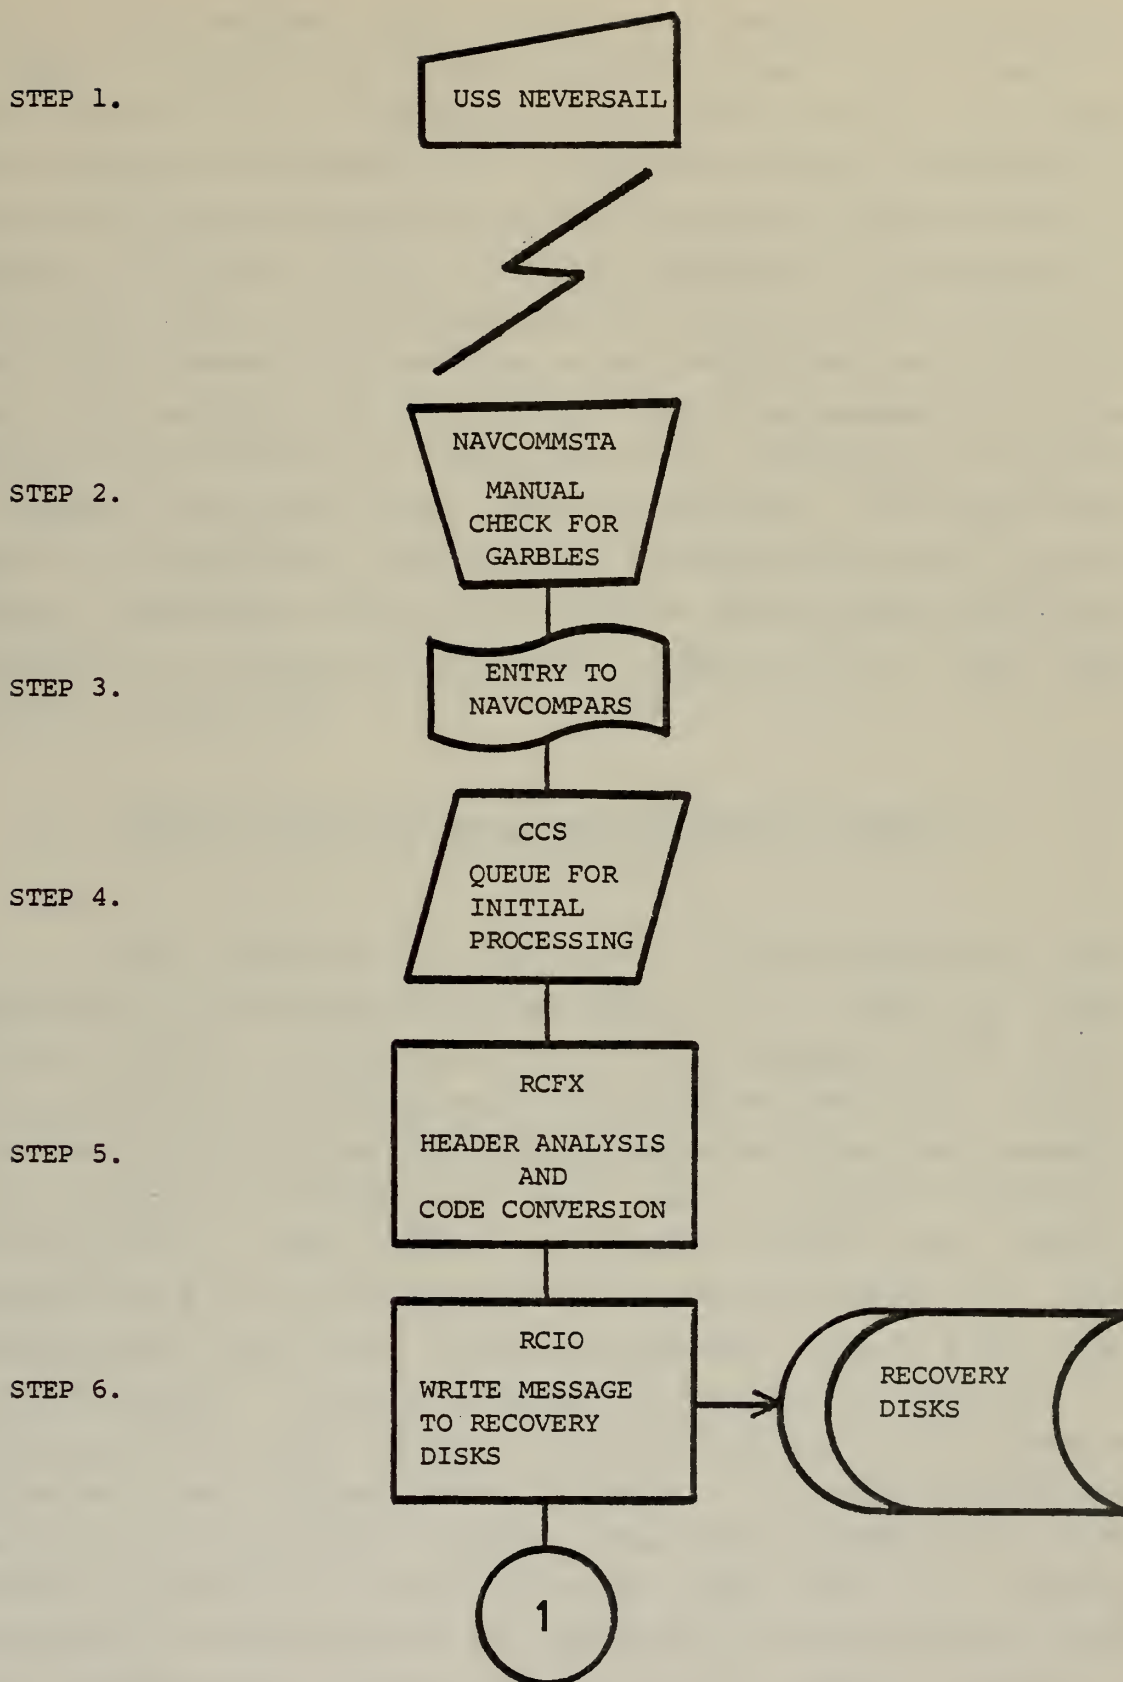 STEP 1.
USS NEVERSAIL
STEP 2.
NAVCOMMSTA
MANUAL
CHECK FOR
GARBLES
STEP 3.
ENTRY TO
NAVCOMPARS
STEP 4.
CCS
QUEUE FOR
INITIAL
PROCESSING
STEP 5.
RCFX
HEADER ANALYSIS
AND
CODE CONVERSION
STEP 6.
RCIO
WRITE MESSAGE
TO RECOVERY
DISKS
RECOVERY
DISKS
1